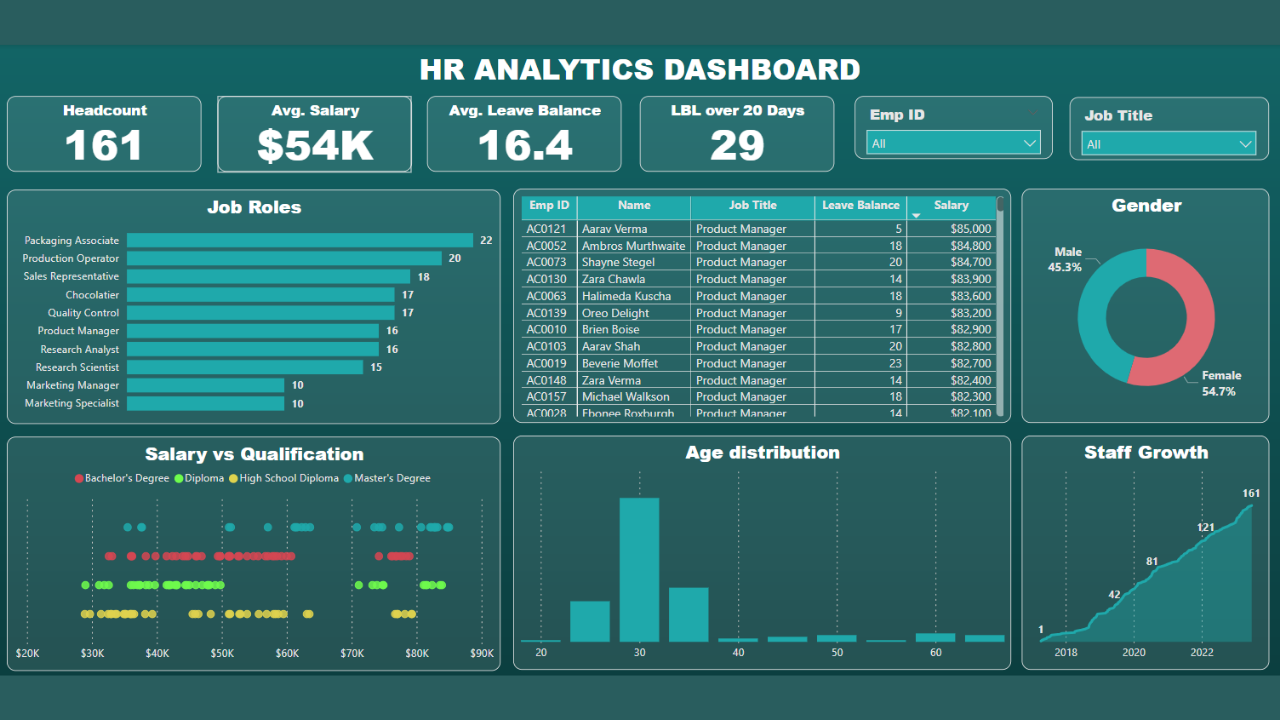 HR ANALYTICS DASHBOARD
Headcount
161
Avg. Salary
$54K
Avg. Leave Balance
16.4
LBL over 20 Days
29
Emp ID
All
Job Title
All
Job Roles
Packaging Associate 22
Production Operator 20
Sales Representative 18
Chocolatier 17
Quality Control 17
Product Manager 16
Research Analyst 16
Research Scientist 15
Marketing Manager 10
Marketing Specialist 10
Emp ID Name Job Title Leave Balance Salary
AC0121 Aarav Verma Product Manager 5 $85,000
AC0052 Ambros Murthwaite Product Manager 18 $84,800
AC0073 Shayne Stegel Product Manager 20 $84,700
AC0130 Zara Chawla Product Manager 14 $83,900
AC0063 Halimeda Kuscha Product Manager 18 $83,600
AC0139 Oreo Delight Product Manager 9 $83,200
AC0010 Brien Boise Product Manager 17 $82,900
AC0103 Aarav Shah Product Manager 20 $82,800
AC0019 Beverie Moffet Product Manager 23 $82,700
AC0148 Zara Verma Product Manager 14 $82,400
AC0157 Michael Walkson Product Manager 18 $82,300
AC0028 Ebonee Roxburgh Product Manager 14 $82,100
Gender
Male
45.3%
Female
54.7%
Salary vs Qualification
Bachelor's Degree Diploma High School Diploma Master's Degree
$20K $30K $40K $50K $60K $70K $80K $90K
Age distribution
20 30 40 50 60
Staff Growth
161
121
81
42
1
2018 2020 2022